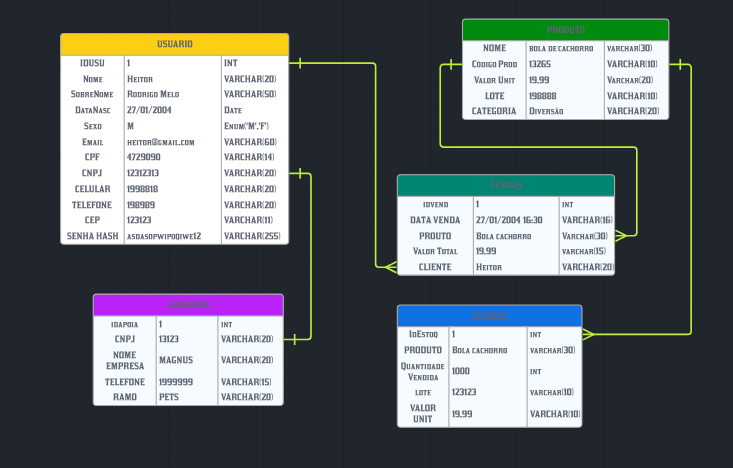 USUARIO
IDUSU 1 INT
Nome Heitor VARCHAR(20)
SobreNome Rodrigo Melo VARCHAR(50)
DataNasc 27/01/2004 Date
Sexo M Enum('M','F')
Email heitor@gmail.com VARCHAR(60)
CPF 4729090 VARCHAR(14)
CNPJ 12312313 VARCHAR(20)
CELULAR 1998818 VARCHAR(20)
TELEFONE 198989 VARCHAR(20)
CEP 123123 VARCHAR(11)
SENHA HASH asdasopwipoqiwe12 VARCHAR(255)
PRODUTO
NOME BOLA DE CACHORRO VARCHAR(30)
Código Prod 13265 VARCHAR(10)
Valor Unit 19.99 Varchar(20)
LOTE 198888 VARCHAR(10)
CATEGORIA Diversão VARCHAR(20)
VENDAS
idvend 1 int
DATA VENDA 27/01/2004 16:30 VARCHAR(16)
PROUTO Bola cachorro Varchar(30)
Valor Total 19.99 varchar(15)
CLIENTE Heitor VARCHAR(20)
idapoia 1 int
CNPJ 13123 VARCHAR(20)
NOME
EMPRESA MAGNUS VARCHAR(20)
TELEFONE 1999999 VARCHAR(15)
RAMO PETS VARCHAR(20)
IdEstoq 1 int
PRODUTO Bola cachorro varchar(30)
Quantidade
Vendida 1000 int
lote 123123 varchar(10)
VALOR
UNIT 19.99 VARCHAR(10)